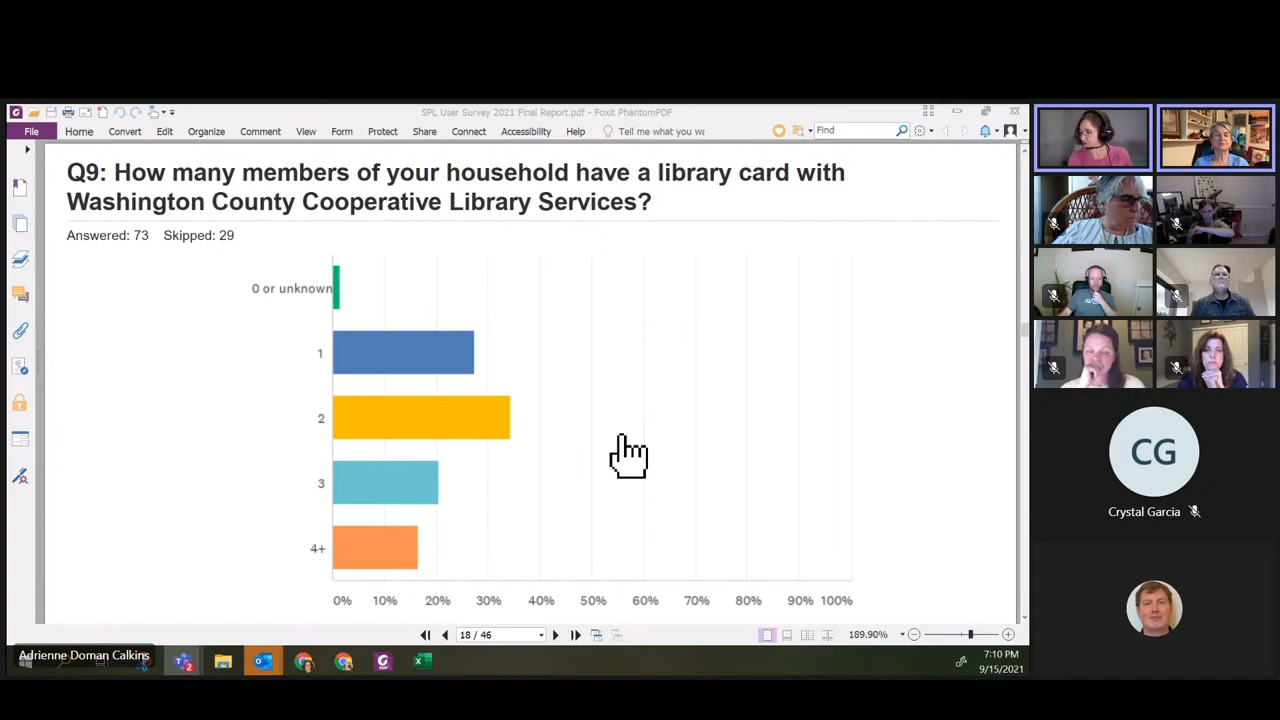 SPL User Survey 2021 Final Report.pdf - Foxit PhantomPDF
File Home Convert Edit Organize Comment View Form Protect Share Connect Accessibility Help Tell me what you wa Find
Q9: How many members of your household have a library card with
Washington County Cooperative Library Services?
Answered: 73 Skipped: 29
0 or unknown
1
2
3
4+
0% 10% 20% 30% 40% 50% 60% 70% 80% 90% 100%
CG
Crystal Garcia
18 / 46
189.90%
Adrienne Doman Calkins
7:10 PM
9/15/2021